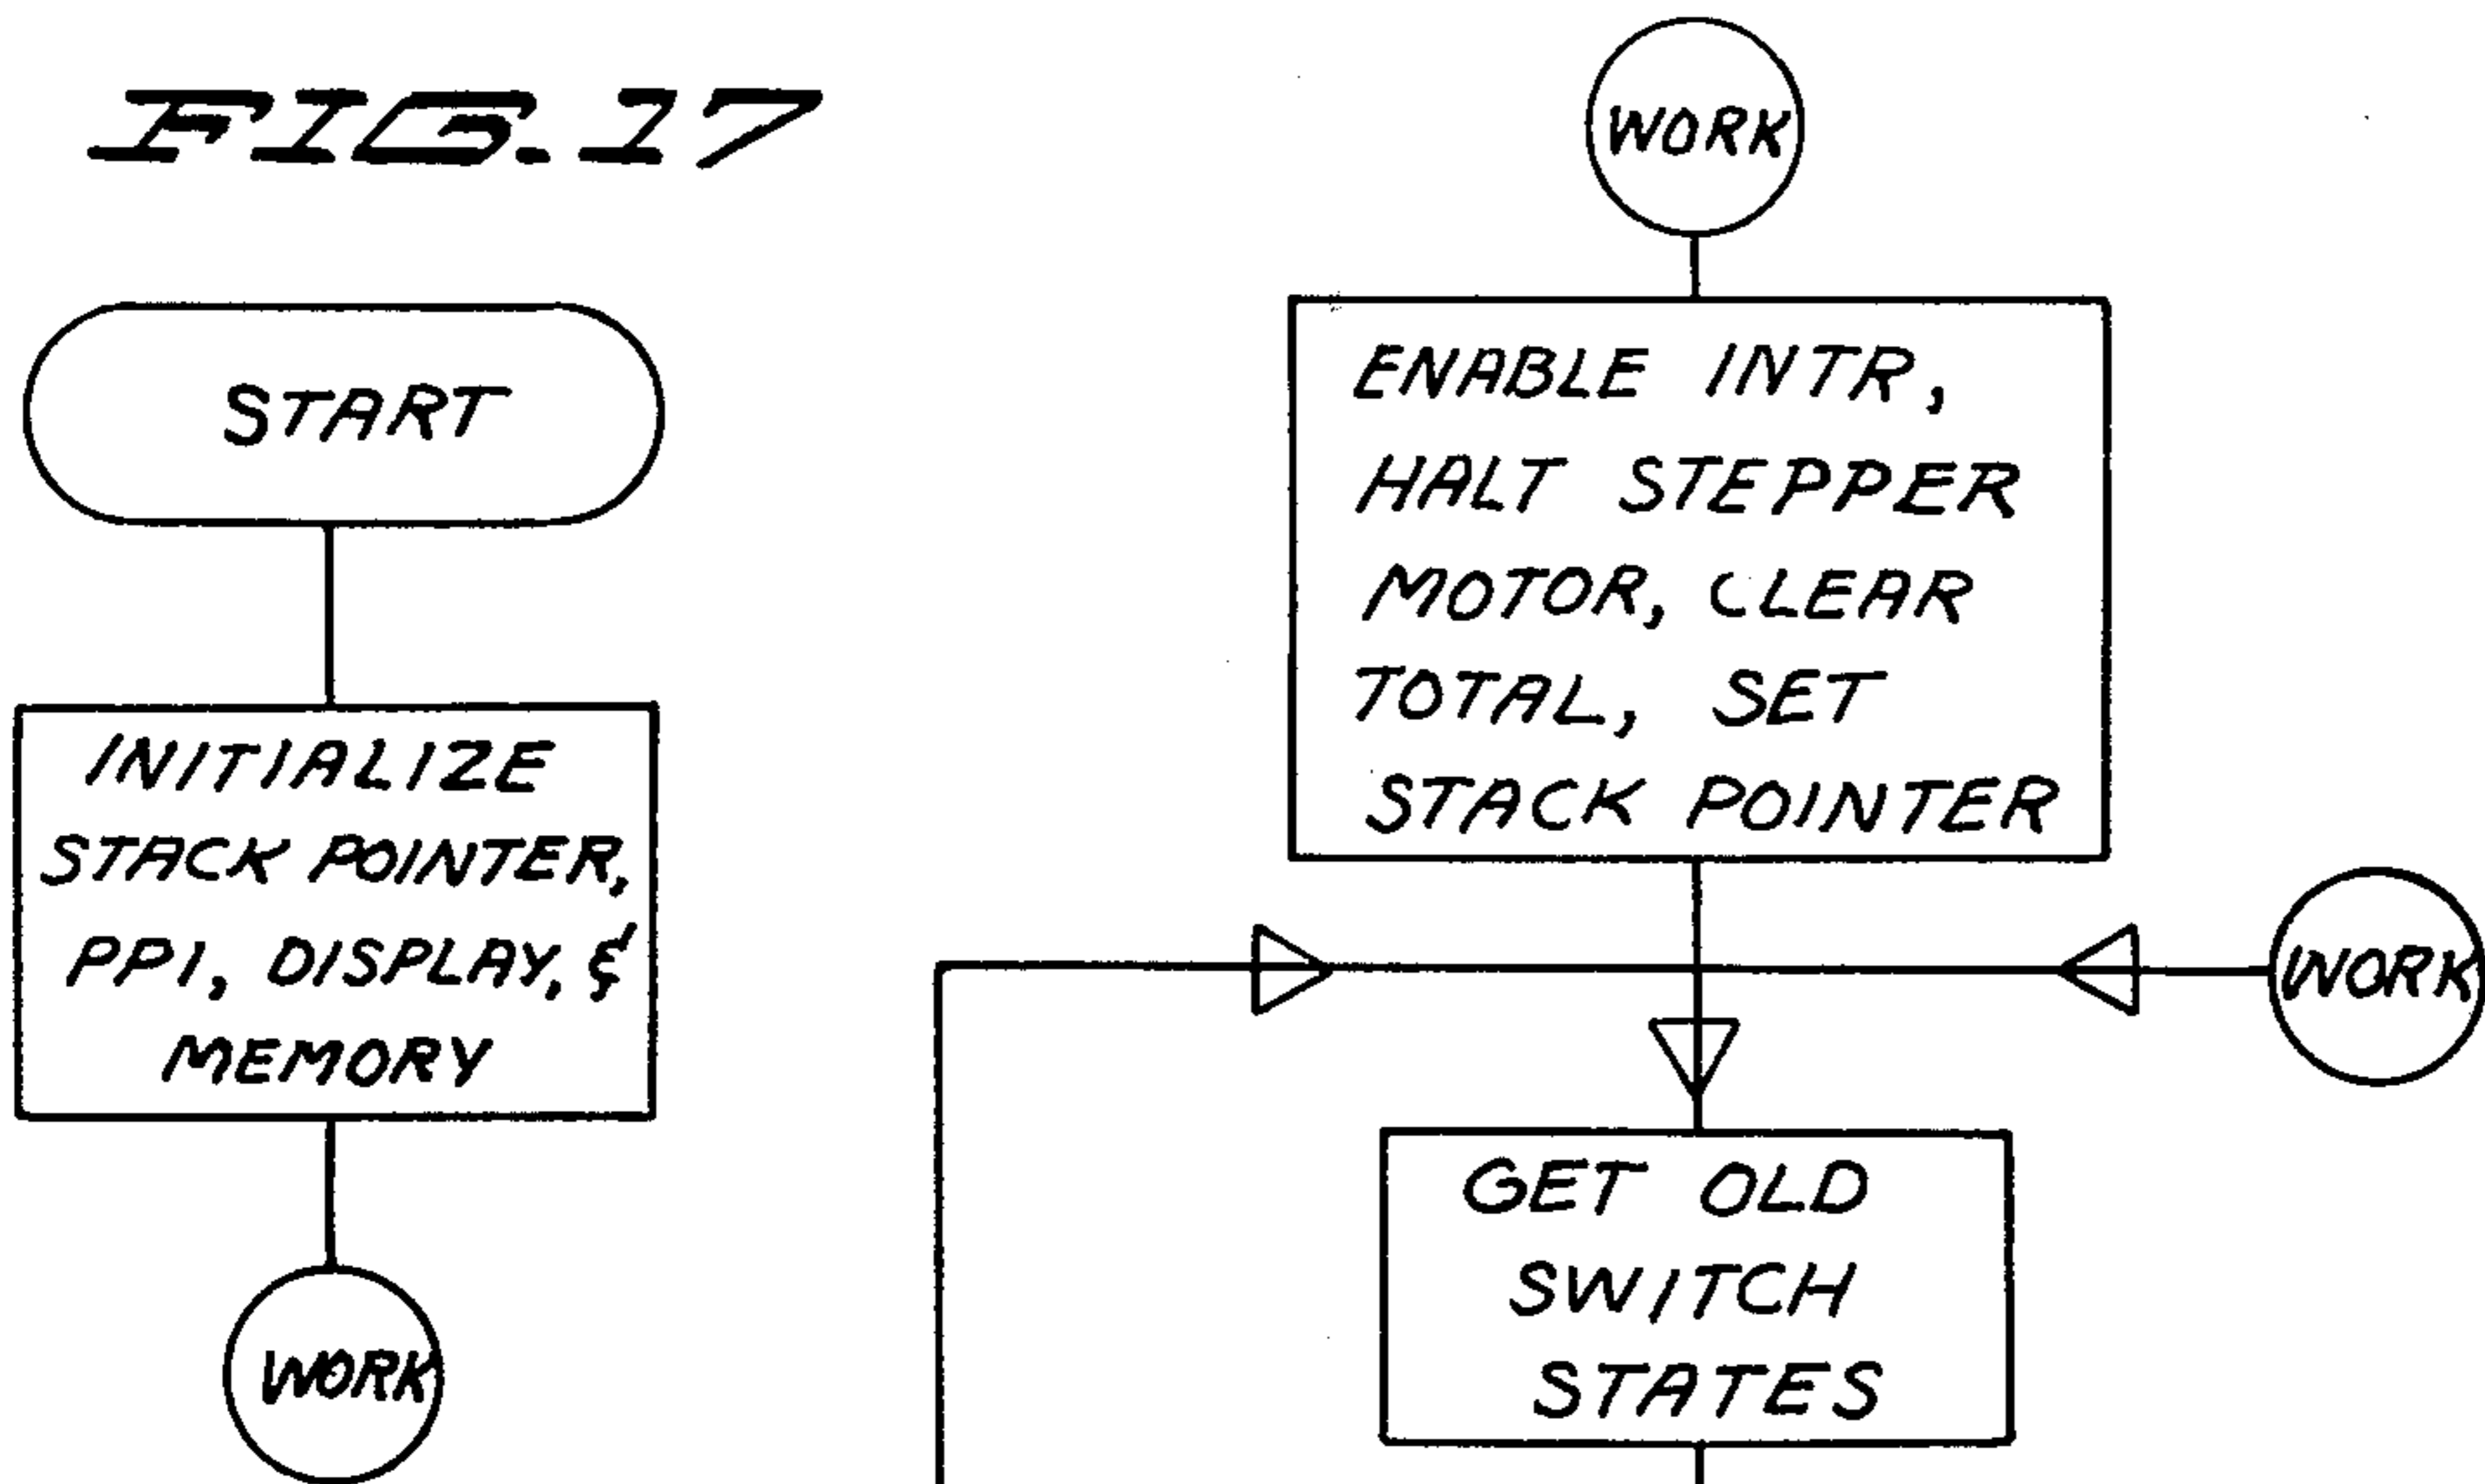 FIG. 17
START
INITIALIZE
STACK POINTER,
PPI, DISPLAY, &
MEMORY
WORK
WORK
ENABLE INTR,
HALT STEPPER
MOTOR, CLEAR
TOTAL, SET
STACK POINTER
WORK
GET OLD
SWITCH
STATES